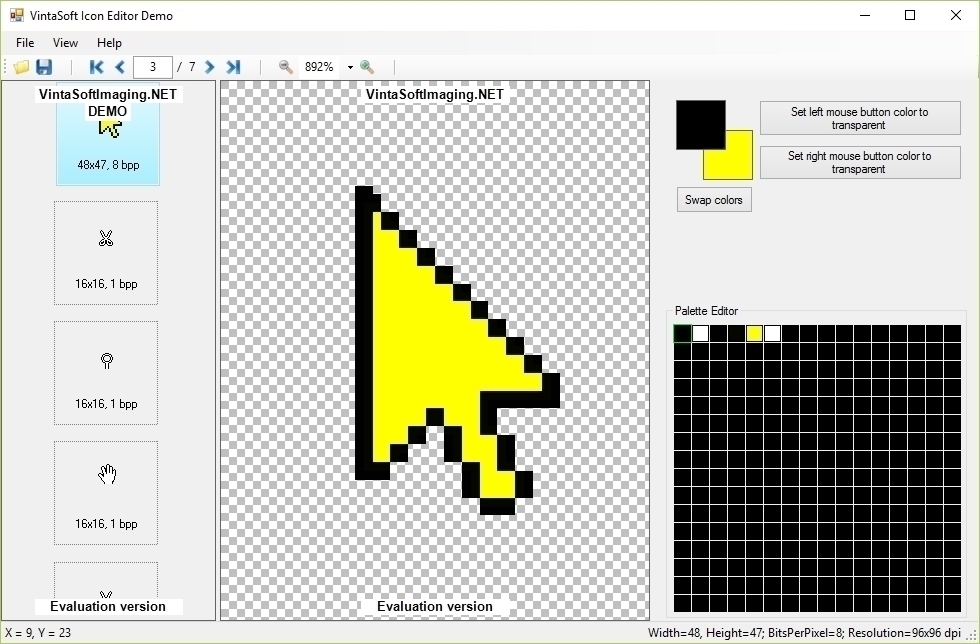 VintaSoft Icon Editor Demo
File View Help
3 / 7 892%
VintaSoftImaging.NET
DEMO
48x47, 8 bpp
16x16, 1 bpp
16x16, 1 bpp
16x16, 1 bpp
Evaluation version
VintaSoftImaging.NET
Evaluation version
Set left mouse button color to
transparent
Set right mouse button color to
transparent
Swap colors
Palette Editor
X = 9, Y = 23
Width=48, Height=47; BitsPerPixel=8; Resolution=96x96 dpi